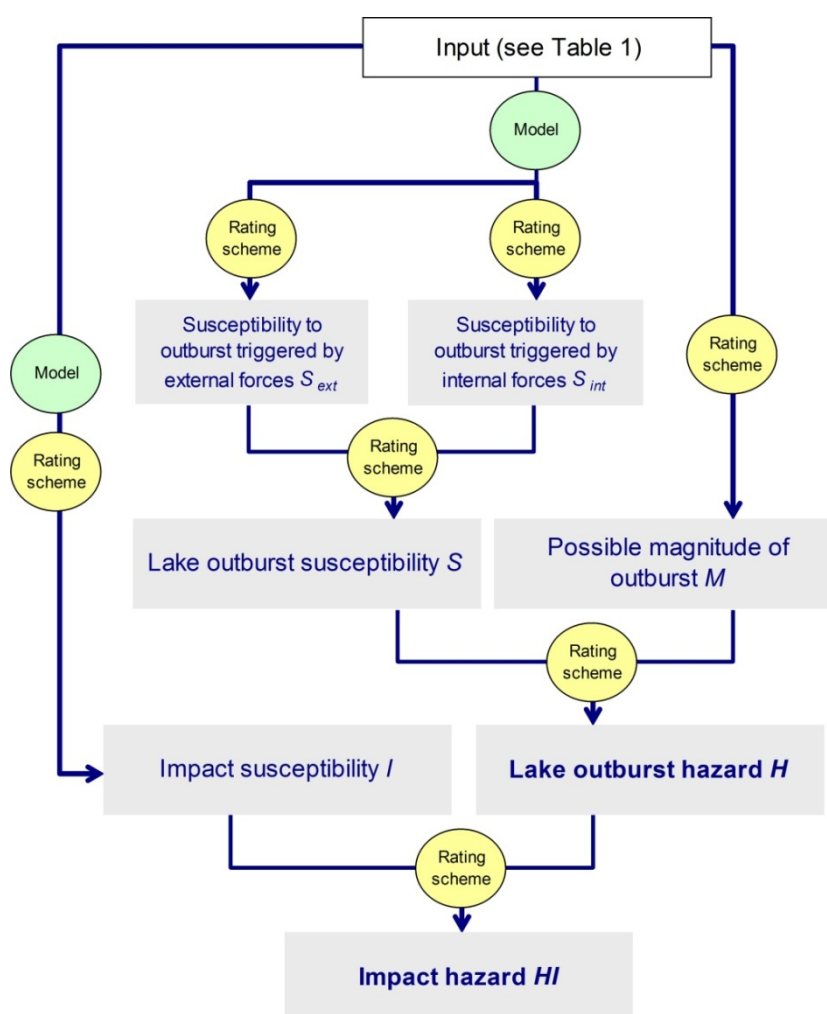 Input (see Table 1)
Model
Rating
scheme
Rating
scheme
Susceptibility to
outburst triggered by
external forces S ext
Susceptibility to
outburst triggered by
internal forces S int
Rating
scheme
Model
Rating
scheme
Rating
scheme
Lake outburst susceptibility S
Possible magnitude of
outburst M
Rating
scheme
Impact susceptibility I
Lake outburst hazard H
Rating
scheme
Impact hazard HI